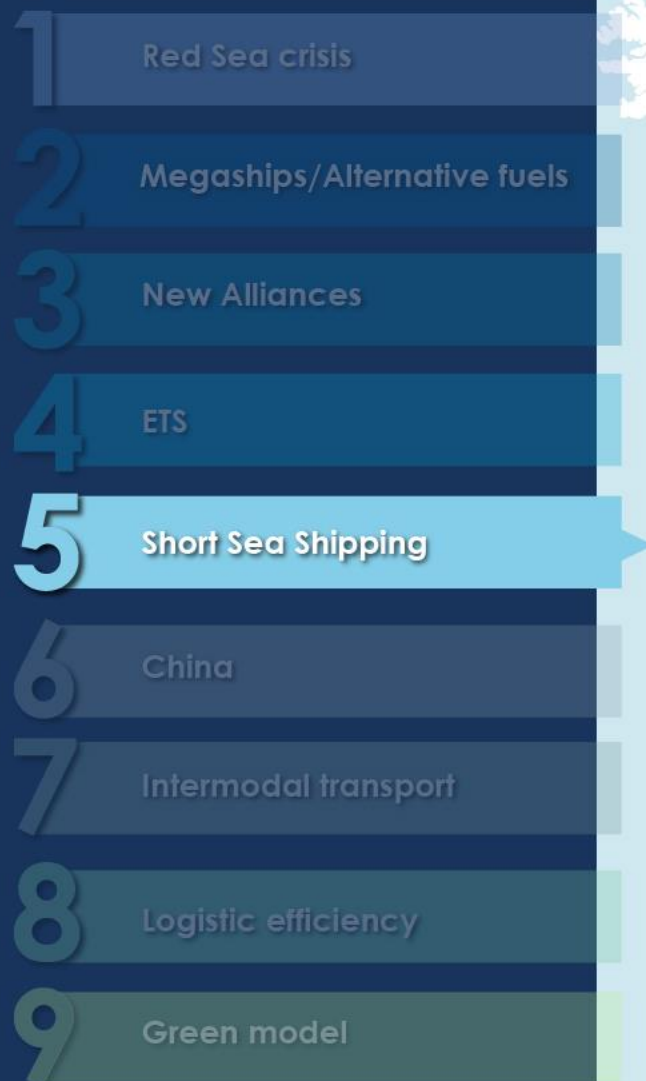 1 Red Sea crisis
2 Megaships/Alternative fuels
3 New Alliances
4 ETS
5 Short Sea Shipping
6 China
7 Intermodal transport
8 Logistic efficiency
9 Green model